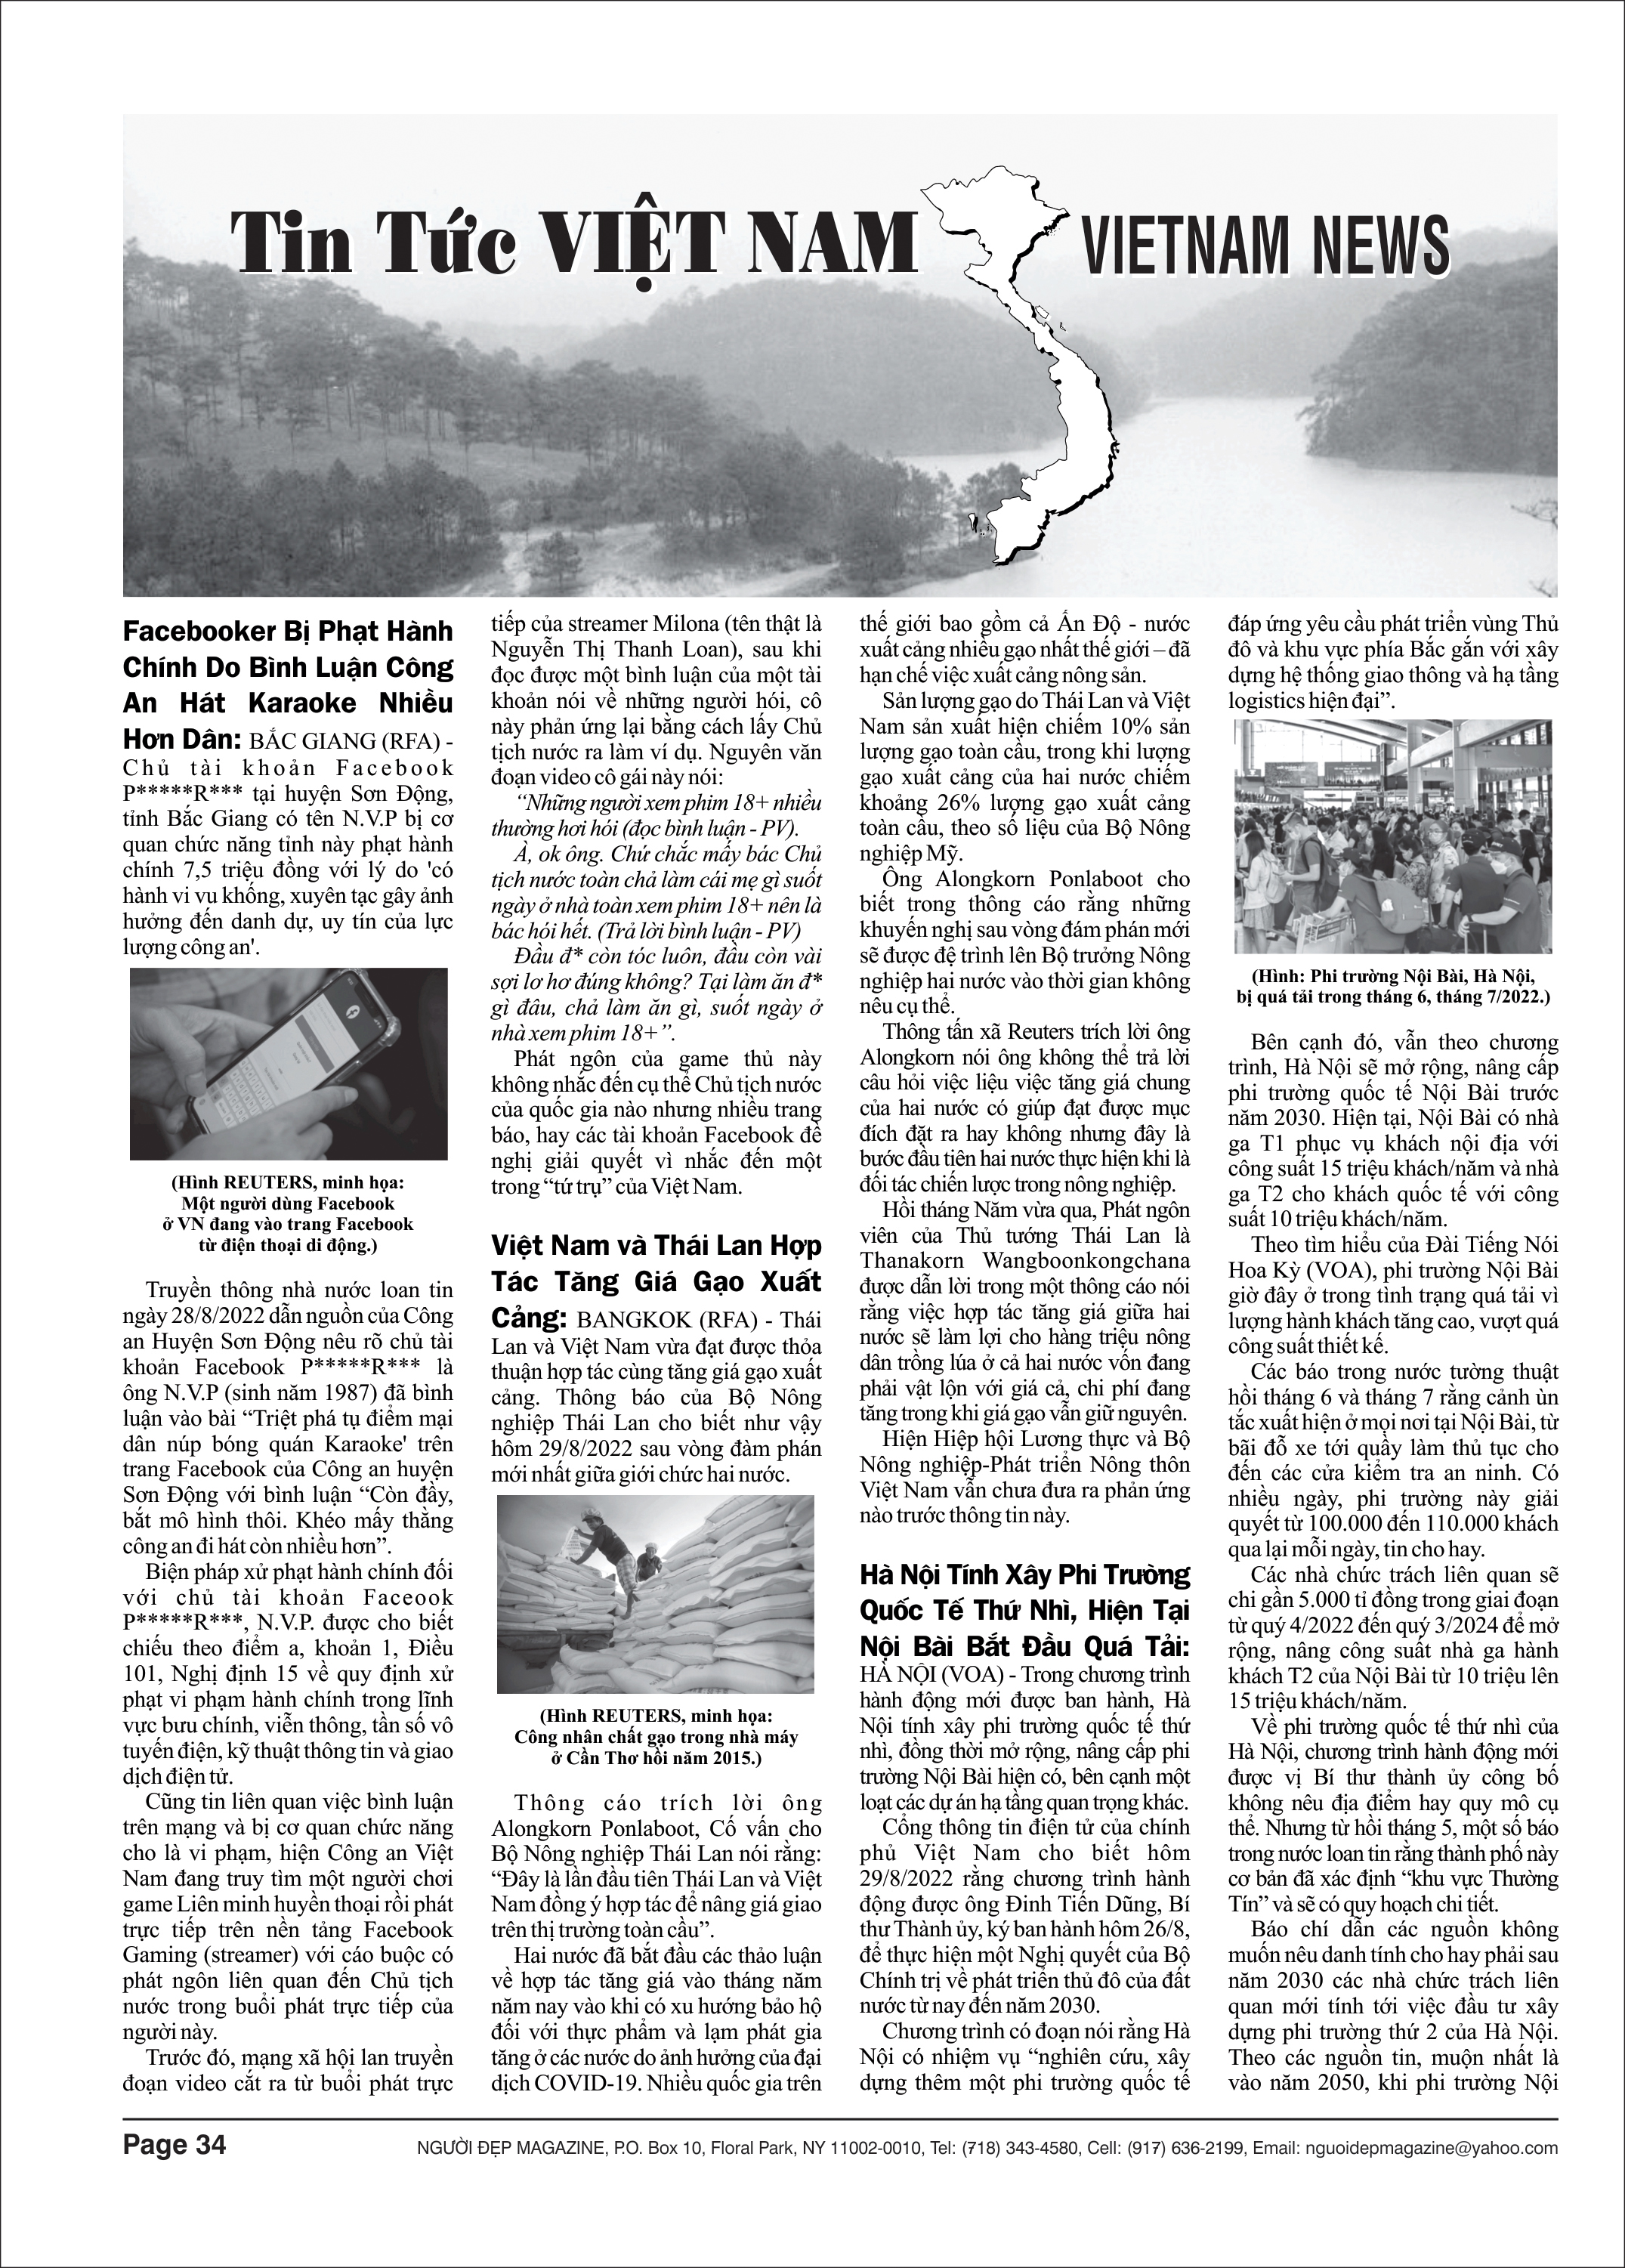 Tin Tức VIỆT NAM VIETNAM NEWS
Facebooker Bị Phạt Hành
Chính Do Bình Luận Công
An Hát Karaoke Nhiều
Hơn Dân: BẮC GIANG (RFA) -
Chủ tài khoản Facebook
P*****R*** tại huyện Sơn Động,
tỉnh Bắc Giang có tên N.V.P bị cơ
quan chức năng tỉnh này phạt hành
chính 7,5 triệu đồng với lý do 'có
hành vi vu khống, xuyên tạc gây ảnh
hưởng đến danh dự, uy tín của lực
lượng công an'.
(Hình REUTERS, minh họa:
Một người dùng Facebook
ở VN đang vào trang Facebook
từ điện thoại di động.)
Truyền thông nhà nước loan tin
ngày 28/8/2022 dẫn nguồn của Công
an Huyện Sơn Động nêu rõ chủ tài
khoản Facebook P*****R*** là
ông N.V.P (sinh năm 1987) đã bình
luận vào bài “Triệt phá tụ điểm mại
dân núp bóng quán Karaoke' trên
trang Facebook của Công an huyện
Sơn Động với bình luận “Còn đầy,
bắt mô hình thôi. Khéo mấy thằng
công an đi hát còn nhiều hơn”.
Biện pháp xử phạt hành chính đối
với chủ tài khoản Faceook
P*****R***, N.V.P. được cho biết
chiếu theo điểm a, khoản 1, Điều
101, Nghị định 15 về quy định xử
phạt vi phạm hành chính trong lĩnh
vực bưu chính, viễn thông, tần số vô
tuyến điện, kỹ thuật thông tin và giao
dịch điện tử.
Cũng tin liên quan việc bình luận
trên mạng và bị cơ quan chức năng
cho là vi phạm, hiện Công an Việt
Nam đang truy tìm một người chơi
game Liên minh huyền thoại rồi phát
trực tiếp trên nền tảng Facebook
Gaming (streamer) với cáo buộc có
phát ngôn liên quan đến Chủ tịch
nước trong buổi phát trực tiếp của
người này.
Trước đó, mạng xã hội lan truyền
đoạn video cắt ra từ buổi phát trực
tiếp của streamer Milona (tên thật là
Nguyễn Thị Thanh Loan), sau khi
đọc được một bình luận của một tài
khoản nói về những người hói, cô
này phản ứng lại bằng cách lấy Chủ
tịch nước ra làm ví dụ. Nguyên văn
đoạn video cô gái này nói:
“Những người xem phim 18+ nhiều
thường hơi hói (đọc bình luận - PV).
À, ok ông. Chứ chắc mấy bác Chủ
tịch nước toàn chả làm cái mẹ gì suốt
ngày ở nhà toàn xem phim 18+ nên là
bác hói hết. (Trả lời bình luận - PV)
Đầu đ* còn tóc luôn, đầu còn vài
sợi lơ hơ đúng không? Tại làm ăn đ*
gì đâu, chả làm ăn gì, suốt ngày ở
nhà xem phim 18+”.
Phát ngôn của game thủ này
không nhắc đến cụ thể Chủ tịch nước
của quốc gia nào nhưng nhiều trang
báo, hay các tài khoản Facebook đề
nghị giải quyết vì nhắc đến một
trong “tứ trụ” của Việt Nam.
Việt Nam và Thái Lan Hợp
Tác Tăng Giá Gạo Xuất
Cảng: BANGKOK (RFA) - Thái
Lan và Việt Nam vừa đạt được thỏa
thuận hợp tác cùng tăng giá gạo xuất
cảng. Thông báo của Bộ Nông
nghiệp Thái Lan cho biết như vậy
hôm 29/8/2022 sau vòng đàm phán
mới nhất giữa giới chức hai nước.
(Hình REUTERS, minh họa:
Công nhân chất gạo trong nhà máy
ở Cần Thơ hồi năm 2015.)
Thông cáo trích lời ông
Alongkorn Ponlaboot, Cố vấn cho
Bộ Nông nghiệp Thái Lan nói rằng:
“Đây là lần đầu tiên Thái Lan và Việt
Nam đồng ý hợp tác để nâng giá giao
trên thị trường toàn cầu”.
Hai nước đã bắt đầu các thảo luận
về hợp tác tăng giá vào tháng năm
năm nay vào khi có xu hướng bảo hộ
đối với thực phẩm và lạm phát gia
tăng ở các nước do ảnh hưởng của đại
dịch COVID-19. Nhiều quốc gia trên
thế giới bao gồm cả Ấn Độ - nước
xuất cảng nhiều gạo nhất thế giới – đã
hạn chế việc xuất cảng nông sản.
Sản lượng gạo do Thái Lan và Việt
Nam sản xuất hiện chiếm 10% sản
lượng gạo toàn cầu, trong khi lượng
gạo xuất cảng của hai nước chiếm
khoảng 26% lượng gạo xuất cảng
toàn cầu, theo số liệu của Bộ Nông
nghiệp Mỹ.
Ông Alongkorn Ponlaboot cho
biết trong thông cáo rằng những
khuyến nghị sau vòng đám phán mới
sẽ được đệ trình lên Bộ trưởng Nông
nghiệp hai nước vào thời gian không
nêu cụ thể.
Thông tấn xã Reuters trích lời ông
Alongkorn nói ông không thể trả lời
câu hỏi việc liệu việc tăng giá chung
của hai nước có giúp đạt được mục
đích đặt ra hay không nhưng đây là
bước đầu tiên hai nước thực hiện khi là
đối tác chiến lược trong nông nghiệp.
Hồi tháng Năm vừa qua, Phát ngôn
viên của Thủ tướng Thái Lan là
Thanakorn Wangboonkongchana
được dẫn lời trong một thông cáo nói
rằng việc hợp tác tăng giá giữa hai
nước sẽ làm lợi cho hàng triệu nông
dân trồng lúa ở cả hai nước vốn đang
phải vật lộn với giá cả, chi phí đang
tăng trong khi giá gạo vẫn giữ nguyên.
Hiện Hiệp hội Lương thực và Bộ
Nông nghiệp-Phát triển Nông thôn
Việt Nam vẫn chưa đưa ra phản ứng
nào trước thông tin này.
Hà Nội Tính Xây Phi Trường
Quốc Tế Thứ Nhì, Hiện Tại
Nội Bài Bắt Đầu Quá Tải:
HÀ NỘI (VOA) - Trong chương trình
hành động mới được ban hành, Hà
Nội tính xây phi trường quốc tế thứ
nhì, đồng thời mở rộng, nâng cấp phi
trường Nội Bài hiện có, bên cạnh một
loạt các dự án hạ tầng quan trọng khác.
Cổng thông tin điện tử của chính
phủ Việt Nam cho biết hôm
29/8/2022 rằng chương trình hành
động được ông Đinh Tiến Dũng, Bí
thư Thành ủy, ký ban hành hôm 26/8,
để thực hiện một Nghị quyết của Bộ
Chính trị về phát triển thủ đô của đất
nước từ nay đến năm 2030.
Chương trình có đoạn nói rằng Hà
Nội có nhiệm vụ “nghiên cứu, xây
dựng thêm một phi trường quốc tế
đáp ứng yêu cầu phát triển vùng Thủ
đô và khu vực phía Bắc gắn với xây
dựng hệ thống giao thông và hạ tầng
logistics hiện đại”.
(Hình: Phi trường Nội Bài, Hà Nội,
bị quá tải trong tháng 6, tháng 7/2022.)
Bên cạnh đó, vẫn theo chương
trình, Hà Nội sẽ mở rộng, nâng cấp
phi trường quốc tế Nội Bài trước
năm 2030. Hiện tại, Nội Bài có nhà
ga T1 phục vụ khách nội địa với
công suất 15 triệu khách/năm và nhà
ga T2 cho khách quốc tế với công
suất 10 triệu khách/năm.
Theo tìm hiểu của Đài Tiếng Nói
Hoa Kỳ (VOA), phi trường Nội Bài
giờ đây ở trong tình trạng quá tải vì
lượng hành khách tăng cao, vượt quá
công suất thiết kế.
Các báo trong nước tường thuật
hồi tháng 6 và tháng 7 rằng cảnh ùn
tắc xuất hiện ở mọi nơi tại Nội Bài, từ
bãi đỗ xe tới quầy làm thủ tục cho
đến các cửa kiểm tra an ninh. Có
nhiều ngày, phi trường này giải
quyết từ 100.000 đến 110.000 khách
qua lại mỗi ngày, tin cho hay.
Các nhà chức trách liên quan sẽ
chi gần 5.000 tỉ đồng trong giai đoạn
từ quý 4/2022 đến quý 3/2024 để mở
rộng, nâng công suất nhà ga hành
khách T2 của Nội Bài từ 10 triệu lên
15 triệu khách/năm.
Về phi trường quốc tế thứ nhì của
Hà Nội, chương trình hành động mới
được vị Bí thư thành ủy công bố
không nêu địa điểm hay quy mô cụ
thể. Nhưng từ hồi tháng 5, một số báo
trong nước loan tin rằng thành phố này
cơ bản đã xác định “khu vực Thường
Tín” và sẽ có quy hoạch chi tiết.
Báo chí dẫn các nguồn không
muốn nêu danh tính cho hay phải sau
năm 2030 các nhà chức trách liên
quan mới tính tới việc đầu tư xây
dựng phi trường thứ 2 của Hà Nội.
Theo các nguồn tin, muộn nhất là
vào năm 2050, khi phi trường Nội
Page 34 NGƯỜI ĐẸP MAGAZINE, P.O. Box 10, Floral Park, NY 11002-0010, Tel: (718) 343-4580, Cell: (917) 636-2199, Email: nguoidepmagazine@yahoo.com